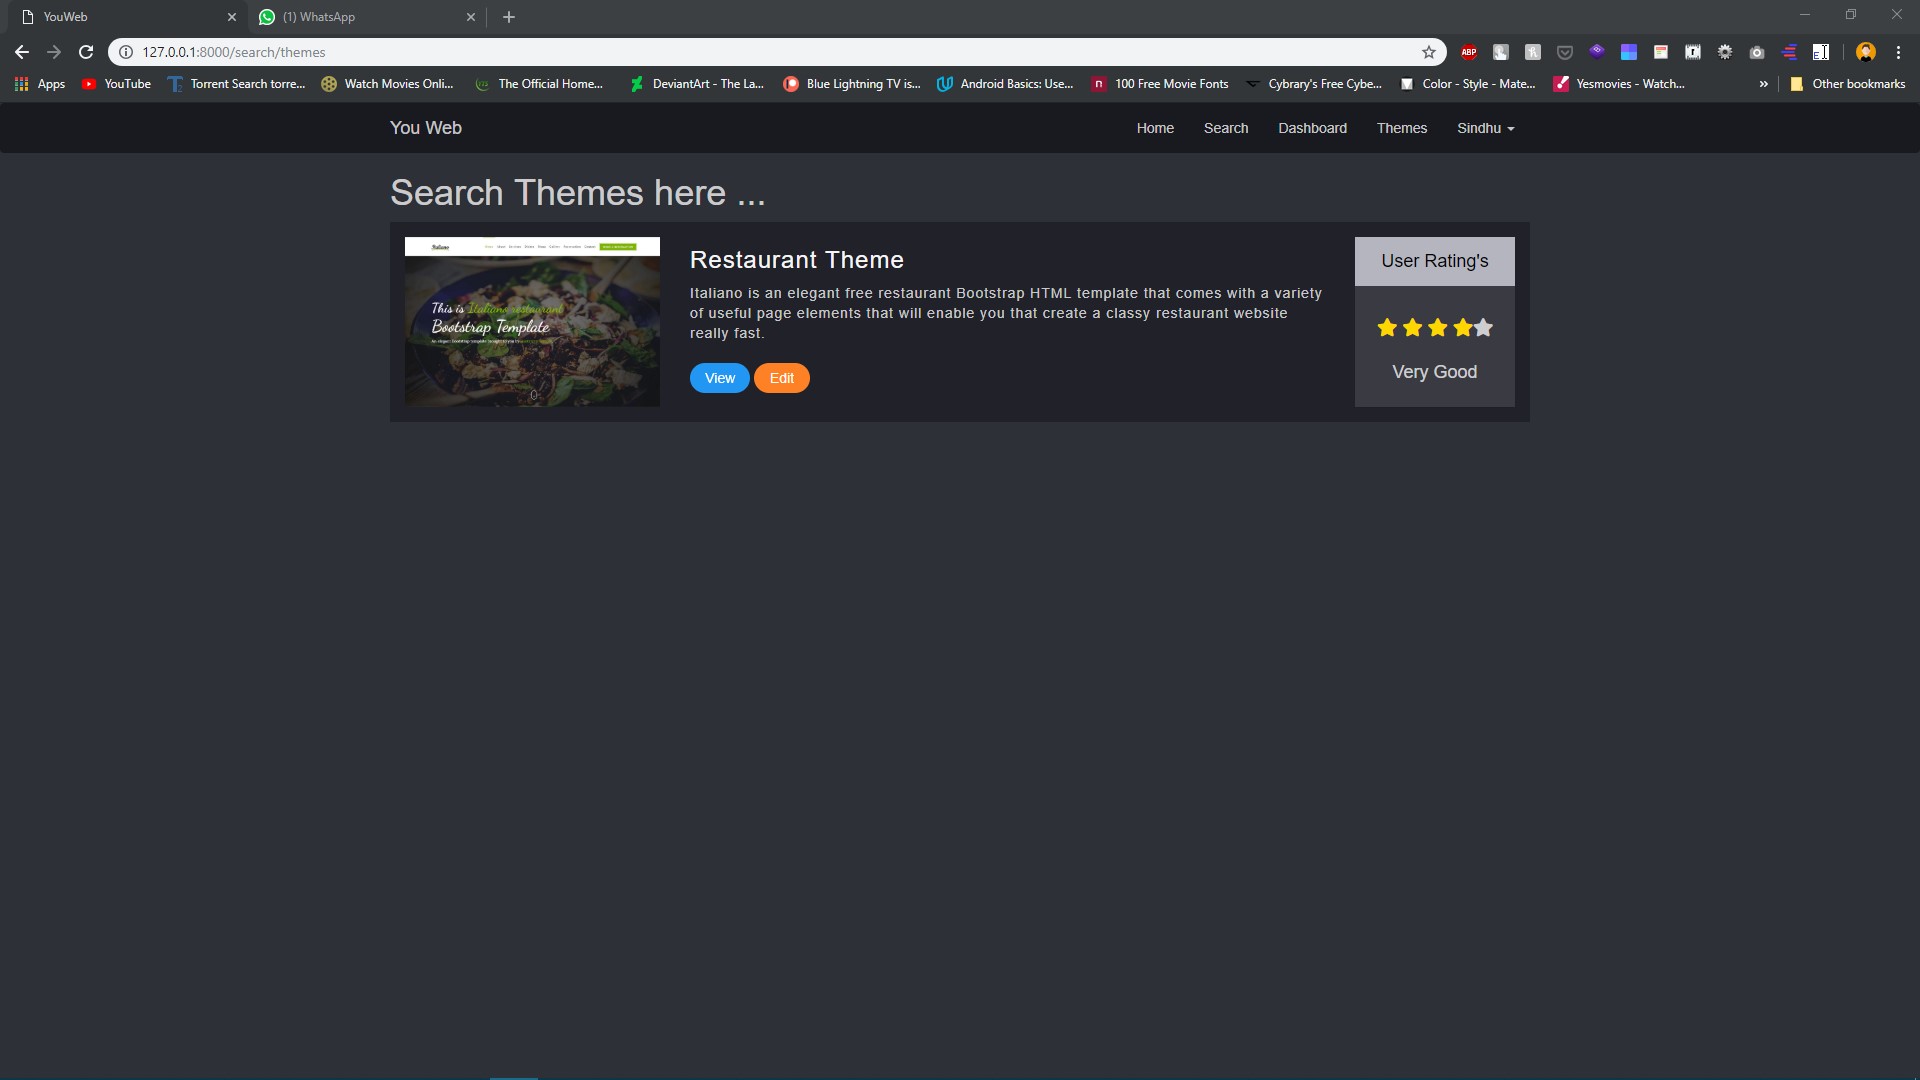 YouWeb
(1) WhatsApp
127.0.0.1:8000/search/themes
ABP
Apps
YouTube
Torrent Search torre...
Watch Movies Onli...
The Official Home...
DeviantArt - The La...
Blue Lightning TV is...
Android Basics: Use...
100 Free Movie Fonts
Cybrary's Free Cybe...
Color - Style - Mate...
Yesmovies - Watch...
»
Other bookmarks
You Web
Home
Search
Dashboard
Themes
Sindhu
Search Themes here ...
Italiano
This is Italiano restaurant
Bootstrap Template
Restaurant Theme
Italiano is an elegant free restaurant Bootstrap HTML template that comes with a variety
of useful page elements that will enable you that create a classy restaurant website
really fast.
View
Edit
User Rating's
Very Good